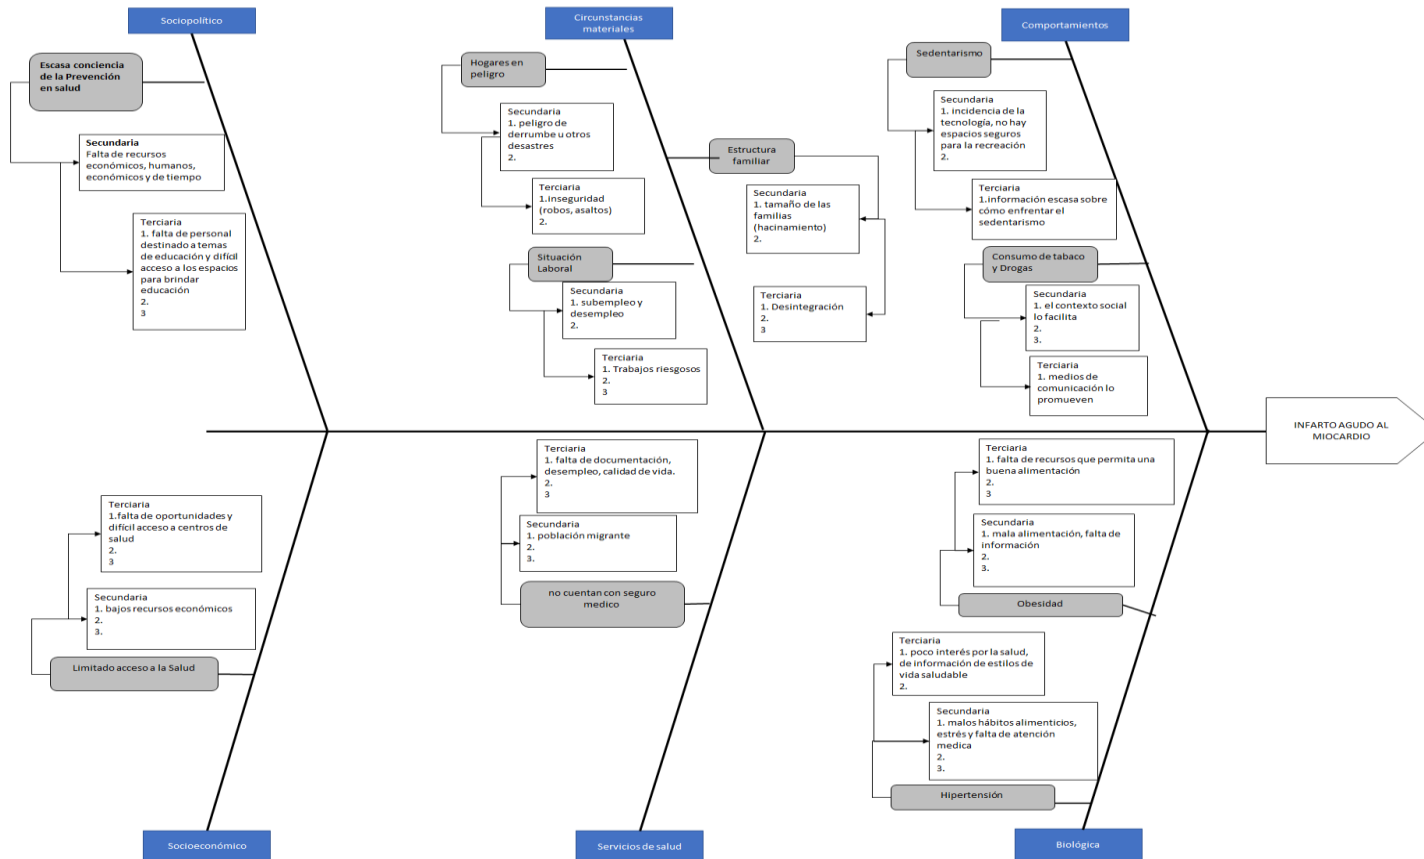 Sociopolítico
Circunstancias
materiales
Comportamientos
Escasa conciencia
de la Prevención
en salud
Secundaria
Falta de recursos
económicos, humanos,
económicos y de tiempo
Terciaria
1. falta de personal
destinado a temas
de educación y difícil
acceso a los espacios
para brindar
educación
2.
3
Hogares en
peligro
Secundaria
1. peligro de
derrumbe u otros
desastres
2.
Terciaria
1.inseguridad
(robos, asaltos)
2.
Situación
Laboral
Secundaria
1. subempleo y
desempleo
2.
Terciaria
1. Trabajos riesgosos
2.
3
Estructura
familiar
Secundaria
1. tamaño de las
familias
(hacinamiento)
2.
Terciaria
1. Desintegración
2.
3
Sedentarismo
Secundaria
1. incidencia de la
tecnología, no hay
espacios seguros
para la recreación
2.
Terciaria
1.información escasa sobre
cómo enfrentar el
sedentarismo
Consumo de tabaco
y Drogas
Secundaria
1. el contexto social
lo facilita
2.
3.
Terciaria
1. medios de
comunicación lo
promueven
INFARTO AGUDO AL
MIOCARDIO
Terciaria
1.falta de oportunidades y
difícil acceso a centros de
salud
2.
3
Secundaria
1. bajos recursos económicos
2.
3.
Limitado acceso a la Salud
Terciaria
1. falta de documentación,
desempleo, calidad de vida.
2.
3
Secundaria
1. población migrante
2.
3.
no cuentan con seguro
medico
Terciaria
1. falta de recursos que permita una
buena alimentación
2.
3
Secundaria
1. mala alimentación, falta de
información
2.
3.
Obesidad
Terciaria
1. poco interés por la salud,
de información de estilos de
vida saludable
2.
Secundaria
1. malos hábitos alimenticios,
estrés y falta de atención
medica
2.
3.
Hipertensión
Socioeconómico
Servicios de salud
Biológica